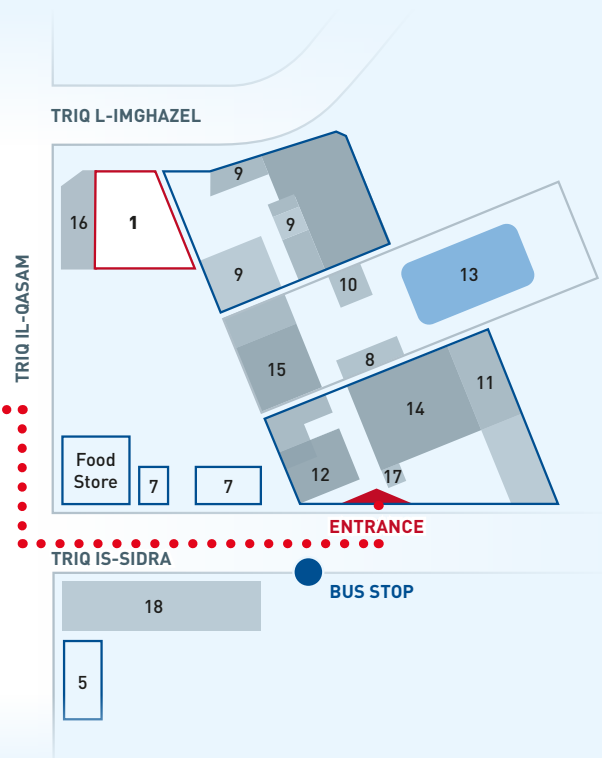 TRIQ L-IMGHAZEL
9
16
1
9
9
10
13
TRIQ IL-QASAM
8
15
11
14
Food
Store
7
7
12
17
ENTRANCE
TRIQ IS-SIDRA
BUS STOP
18
5